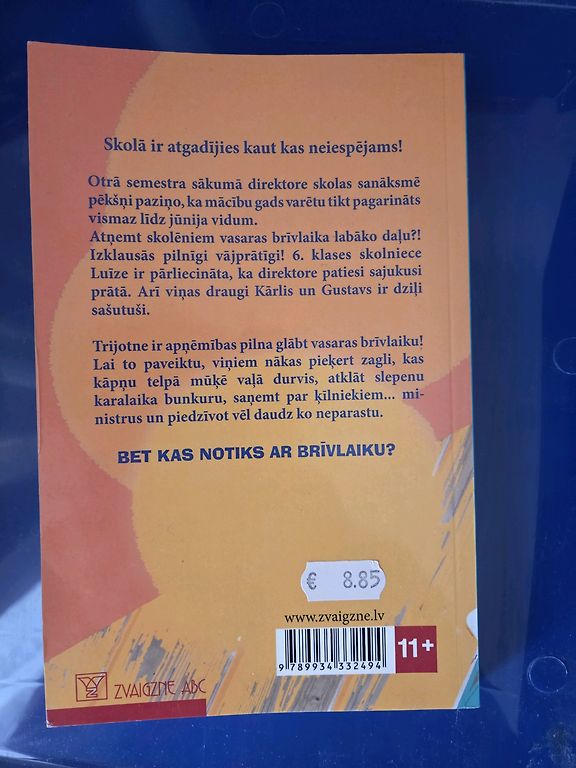 Skolā ir atgadījies kaut kas neiespējams!
Otrā semestra sākumā direktore skolas sanāksmē
pēkšņi paziņo, ka mācību gads varētu tikt pagarināts
vismaz līdz jūnija vidum.
Atņemt skolēniem vasaras brīvlaika labāko daļu?!
Izklausās pilnīgi vājprātīgi! 6. klases skolniece
Luīze ir pārliecināta, ka direktore patiesi sajukusi
prātā. Arī viņas draugi Kārlis un Gustavs ir dziļi
sašutuši.
Trijotne ir apņēmības pilna glābt vasaras brīvlaiku!
Lai to paveiktu, viņiem nākas pieķert zagli, kas
kāpņu telpā mūķē vaļā durvis, atklāt slepenu
karalaika bunkuru, saņemt par ķīlniekiem... mi-
nistrus un piedzīvot vēl daudz ko neparastu.
BET KAS NOTIKS AR BRĪVLAIKU?
€ 8.85
www.zvaigzne.lv
11+
9 789934 332494
ZVAIGZNE ABC